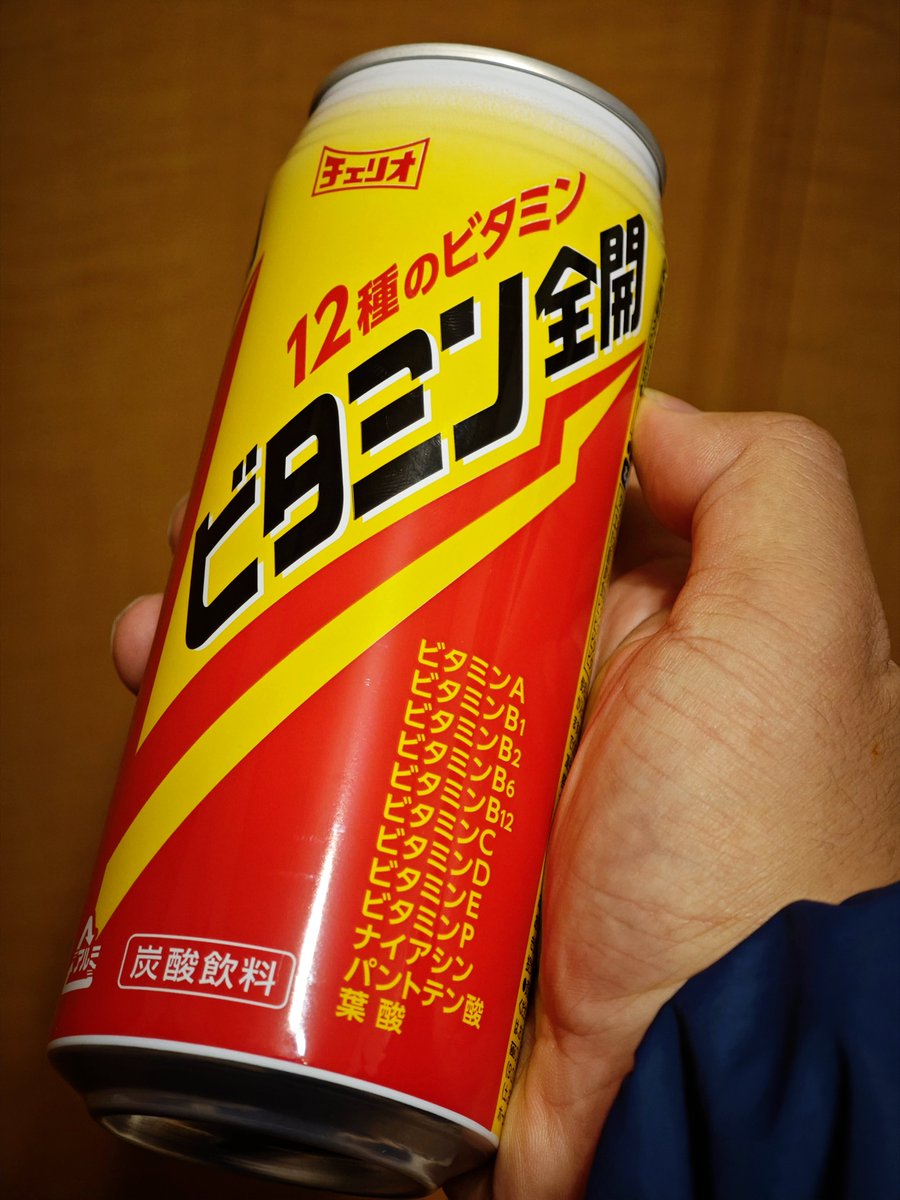 チェリオ
12種のビタミン
ビタミン全開
ビタミンA
ビタミンB1
ビタミンB2
ビタミンB6
ビタミンB12
ビタミンC
ビタミンD
ビタミンE
ビタミンP
ナイアシン
パントテン酸
葉酸
炭酸飲料
アルミ